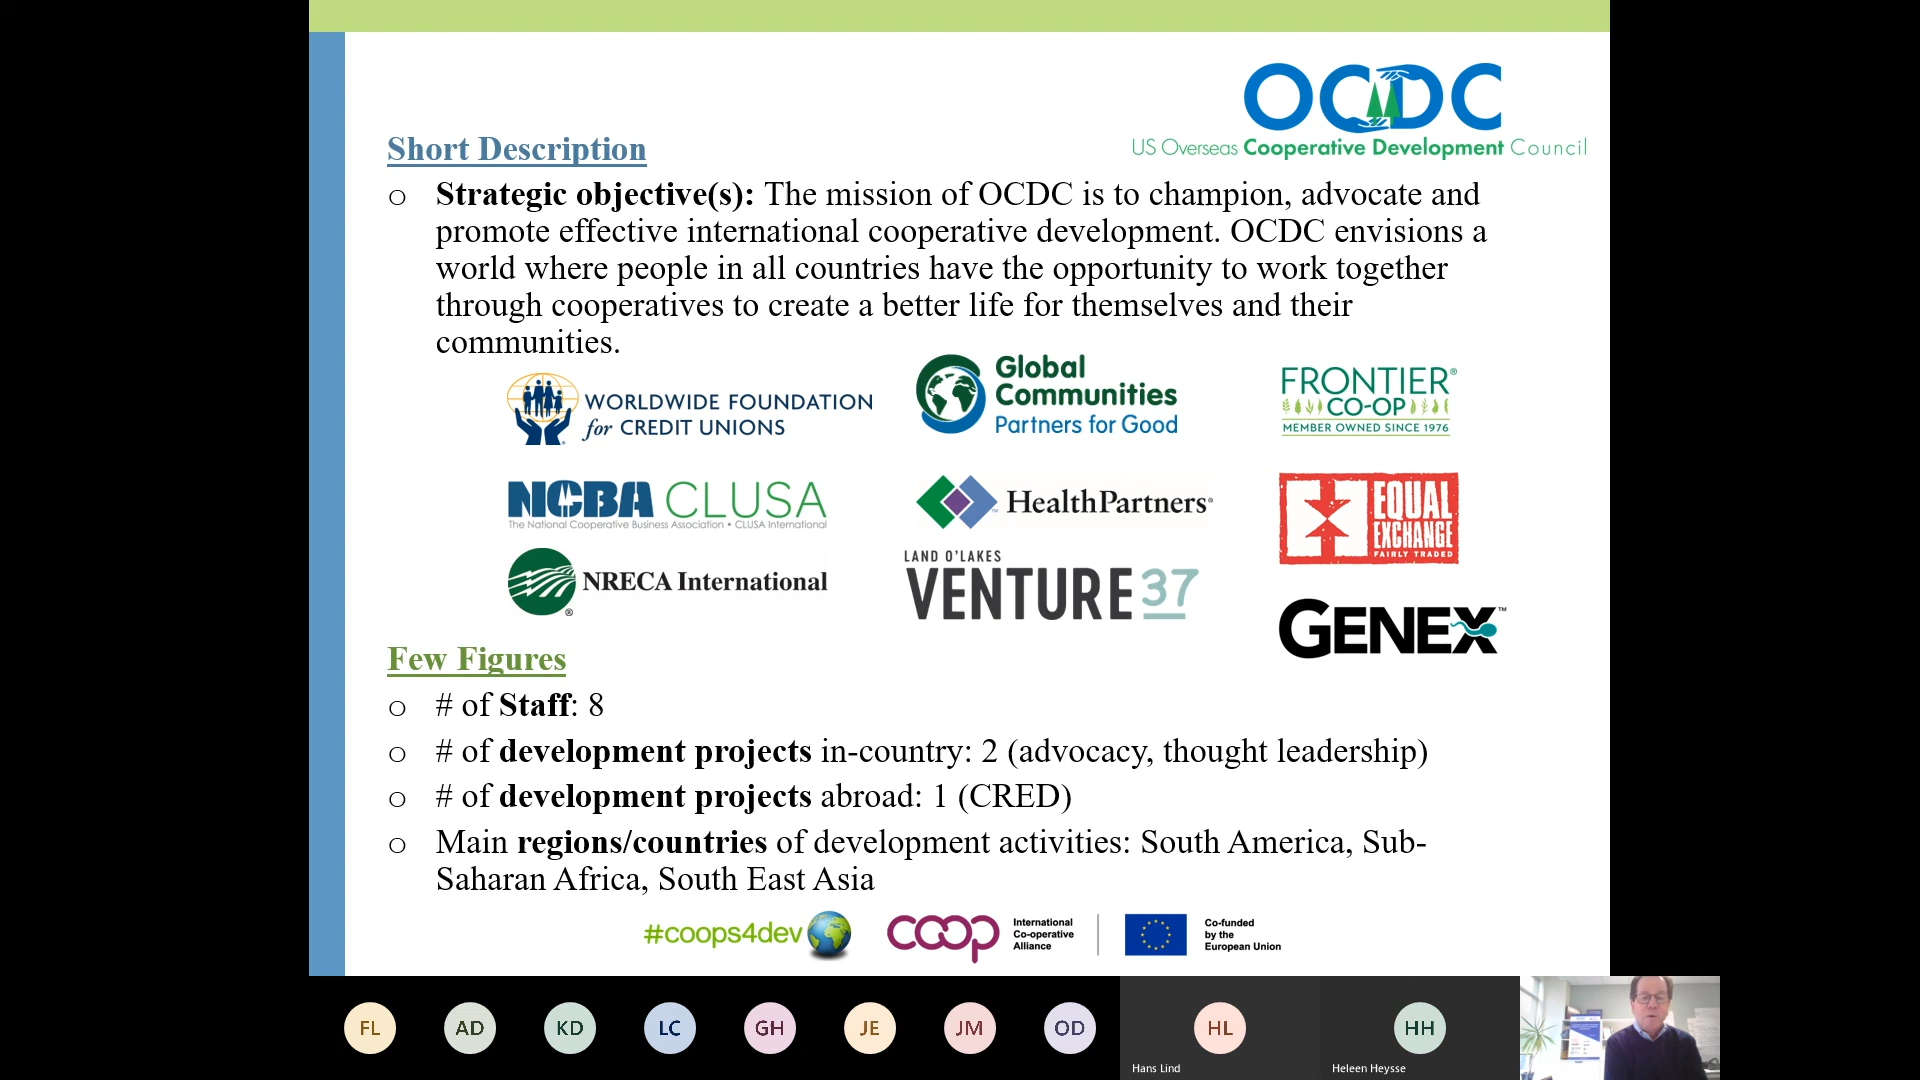 OCDC
US Overseas Cooperative Development Council
Short Description
o Strategic objective(s): The mission of OCDC is to champion, advocate and
promote effective international cooperative development. OCDC envisions a
world where people in all countries have the opportunity to work together
through cooperatives to create a better life for themselves and their
communities.
WORLDWIDE FOUNDATION
for CREDIT UNIONS
Global
Communities
Partners for Good
FRONTIER®
CO-OP
MEMBER OWNED SINCE 1976
NCBA CLUSA
The National Cooperative Business Association • CLUSA International
HealthPartners®
EQUAL
EXCHANGE
FAIRLY TRADED
NRECA International
LAND O'LAKES
VENTURE 37
GENEX™
Few Figures
o # of Staff: 8
o # of development projects in-country: 2 (advocacy, thought leadership)
o # of development projects abroad: 1 (CRED)
o Main regions/countries of development activities: South America, Sub-
Saharan Africa, South East Asia
#coops4dev
coop
International
Co-operative
Alliance
Co-funded
by the
European Union
FL AD KD LC GH JE JM OD HL HH
Hans Lind
Heleen Heysse